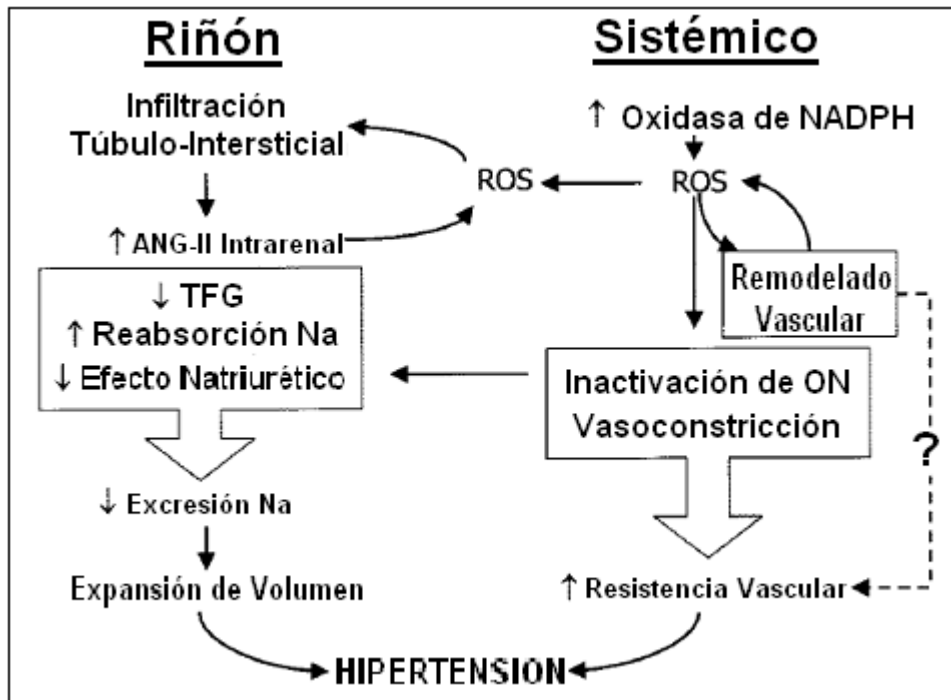 Riñón
Infiltración
Túbulo-Intersticial
↑ ANG-II Intrarenal
↓ TFG
↑ Reabsorción Na
↓ Efecto Natriurético
↓ Excresión Na
Expansión de Volumen
Sistémico
↑ Oxidasa de NADPH
ROS
ROS
Remodelado
Vascular
Inactivación de ON
Vasoconstricción
?
↑ Resistencia Vascular
HIPERTENSION